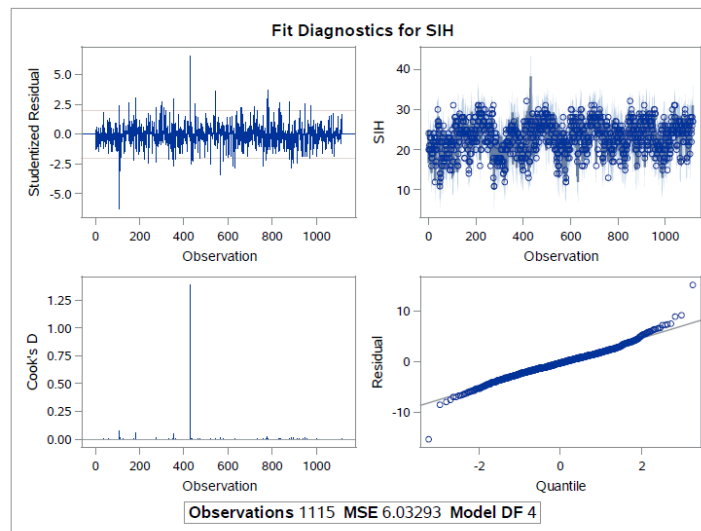 Fit Diagnostics for SIH
Studentized Residual
5.0
2.5
0.0
-2.5
-5.0
0 200 400 600 800 1000
Observation
SIH
40
30
20
10
0 200 400 600 800 1000
Observation
Cook's D
1.25
1.00
0.75
0.50
0.25
0.00
0 200 400 600 800 1000
Observation
Residual
10
0
-10
-2 0 2
Quantile
Observations 1115 MSE 6.03293 Model DF 4